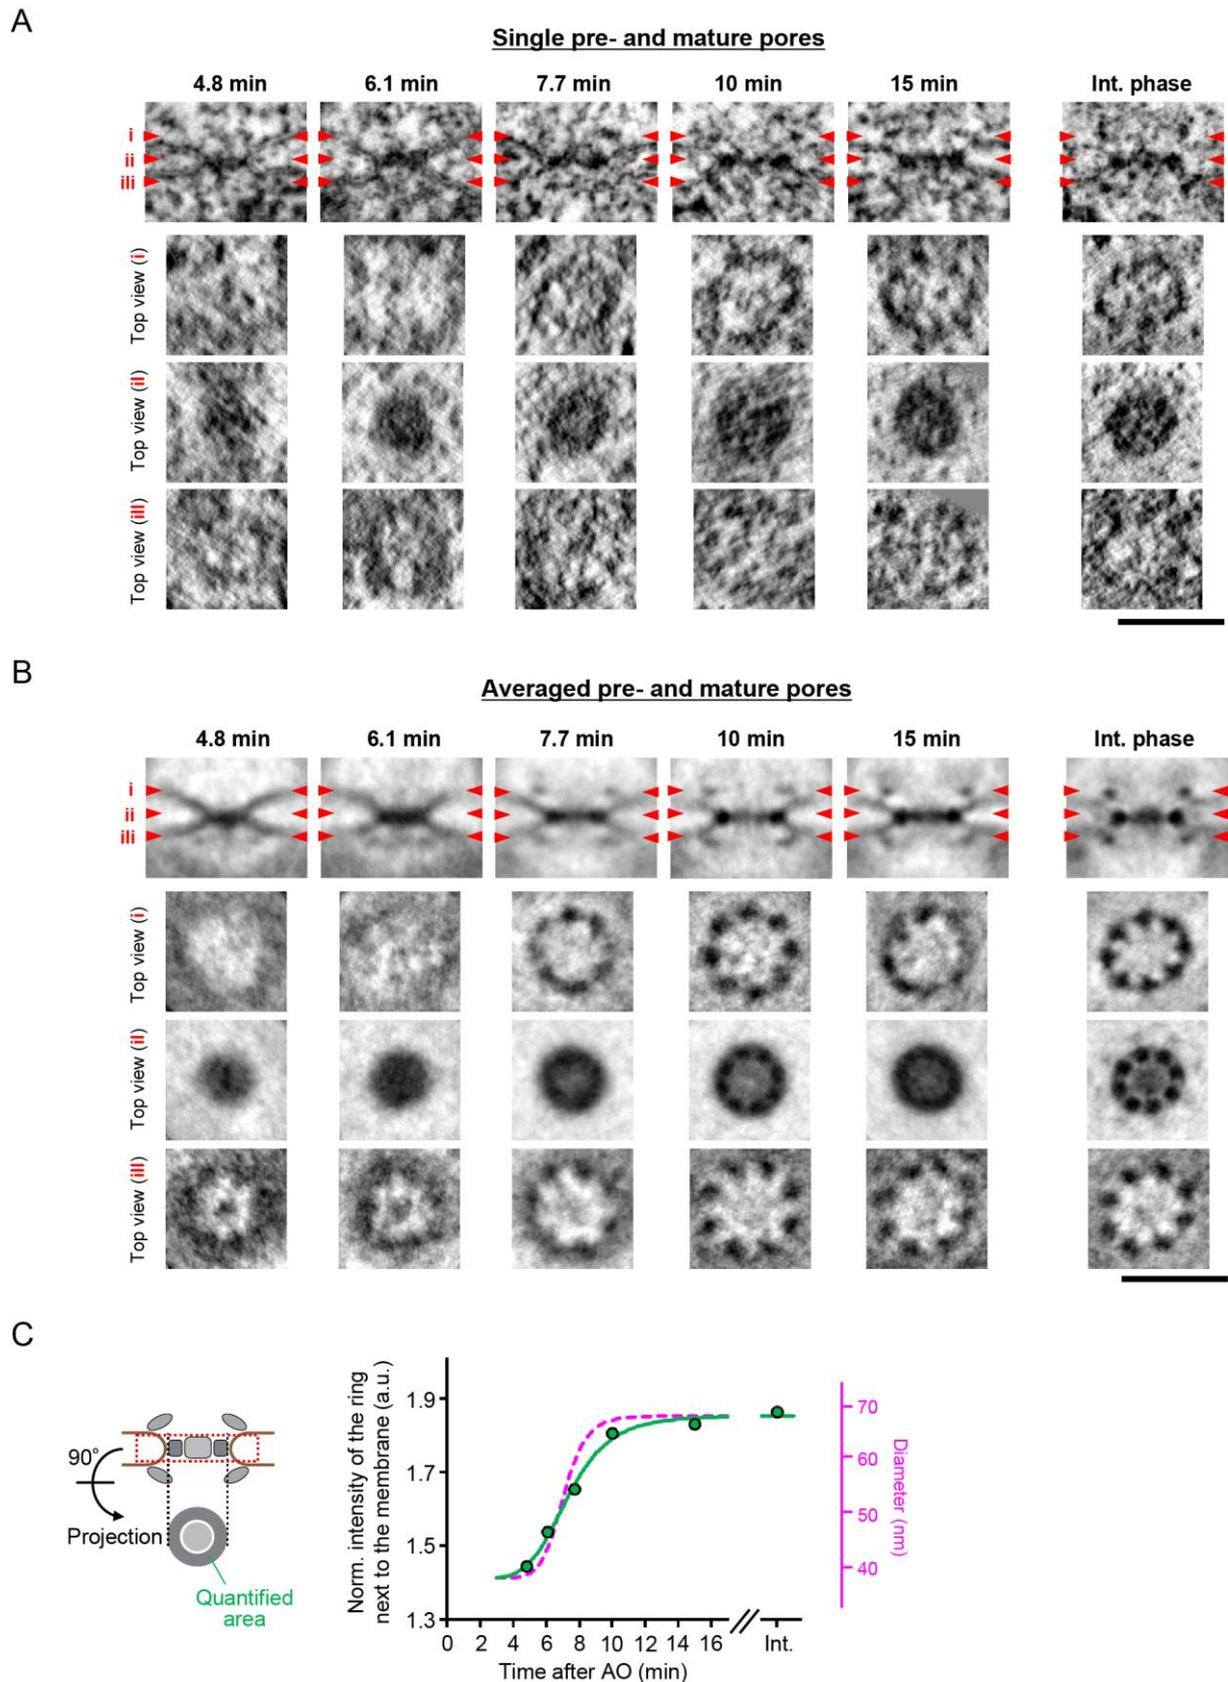 A
Single pre- and mature pores
4.8 min 6.1 min 7.7 min 10 min 15 min Int. phase
i
ii
iii
Top view (i)
Top view (ii)
Top view (iii)
B
Averaged pre- and mature pores
4.8 min 6.1 min 7.7 min 10 min 15 min Int. phase
i
ii
iii
Top view (i)
Top view (ii)
Top view (iii)
C
90°
Projection
Quantified
area
Norm. intensity of the ring
next to the membrane (a.u.)
1.9
1.7
1.5
1.3
0 2 4 6 8 10 12 14 16 Int.
Time after AO (min)
70
60
50
40
Diameter (nm)